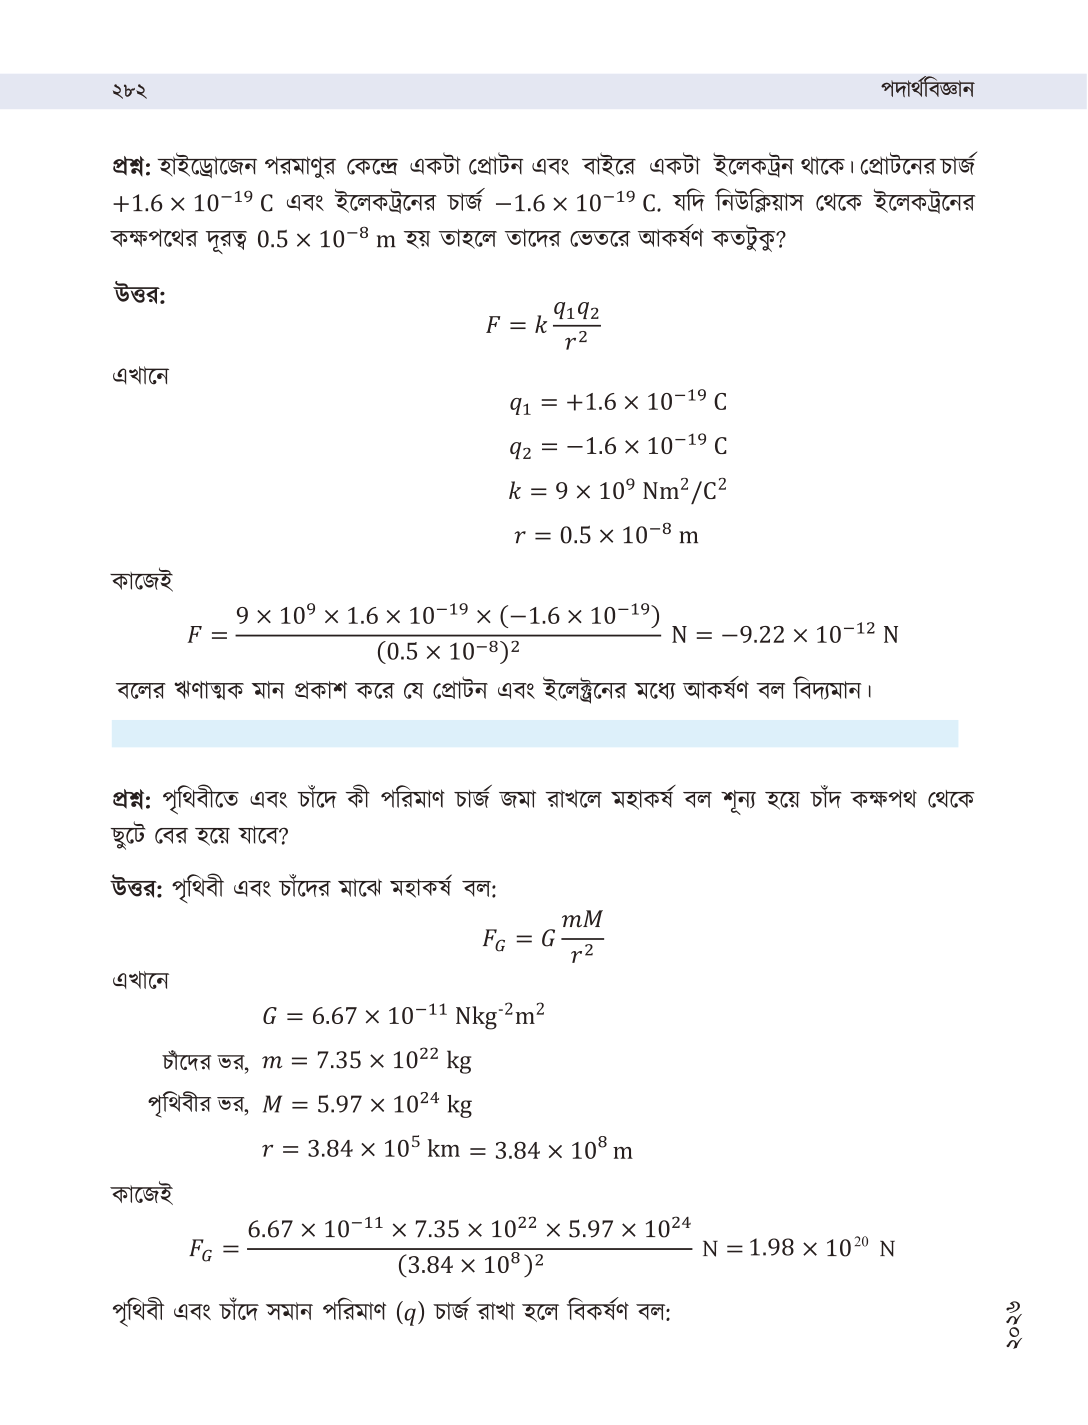 ২৮২ পদার্থবিজ্ঞান
প্রশ্ন: হাইড্রোজেন পরমাণুর কেন্দ্রে একটা প্রোটন এবং বাইরে একটা ইলেকট্রন থাকে। প্রোটনের চার্জ
+1.6 × 10⁻¹⁹ C এবং ইলেকট্রনের চার্জ −1.6 × 10⁻¹⁹ C. যদি নিউক্লিয়াস থেকে ইলেকট্রনের
কক্ষপথের দূরত্ব 0.5 × 10⁻⁸ m হয় তাহলে তাদের ভেতরে আকর্ষণ কতটুকু?
উত্তর:
F = k q₁q₂ / r²
এখানে
q₁ = +1.6 × 10⁻¹⁹ C
q₂ = −1.6 × 10⁻¹⁹ C
k = 9 × 10⁹ Nm²/C²
r = 0.5 × 10⁻⁸ m
কাজেই
F = 9 × 10⁹ × 1.6 × 10⁻¹⁹ × (−1.6 × 10⁻¹⁹) / (0.5 × 10⁻⁸)² N = −9.22 × 10⁻¹² N
বলের ঋণাত্মক মান প্রকাশ করে যে প্রোটন এবং ইলেক্ট্রনের মধ্যে আকর্ষণ বল বিদ্যমান।
প্রশ্ন: পৃথিবীতে এবং চাঁদে কী পরিমাণ চার্জ জমা রাখলে মহাকর্ষ বল শূন্য হয়ে চাঁদ কক্ষপথ থেকে
ছুটে বের হয়ে যাবে?
উত্তর: পৃথিবী এবং চাঁদের মাঝে মহাকর্ষ বল:
F_G = G mM / r²
এখানে
G = 6.67 × 10⁻¹¹ Nkg⁻²m²
চাঁদের ভর, m = 7.35 × 10²² kg
পৃথিবীর ভর, M = 5.97 × 10²⁴ kg
r = 3.84 × 10⁵ km = 3.84 × 10⁸ m
কাজেই
F_G = 6.67 × 10⁻¹¹ × 7.35 × 10²² × 5.97 × 10²⁴ / (3.84 × 10⁸)² N = 1.98 × 10²⁰ N
পৃথিবী এবং চাঁদে সমান পরিমাণ (q) চার্জ রাখা হলে বিকর্ষণ বল:
২০২৬